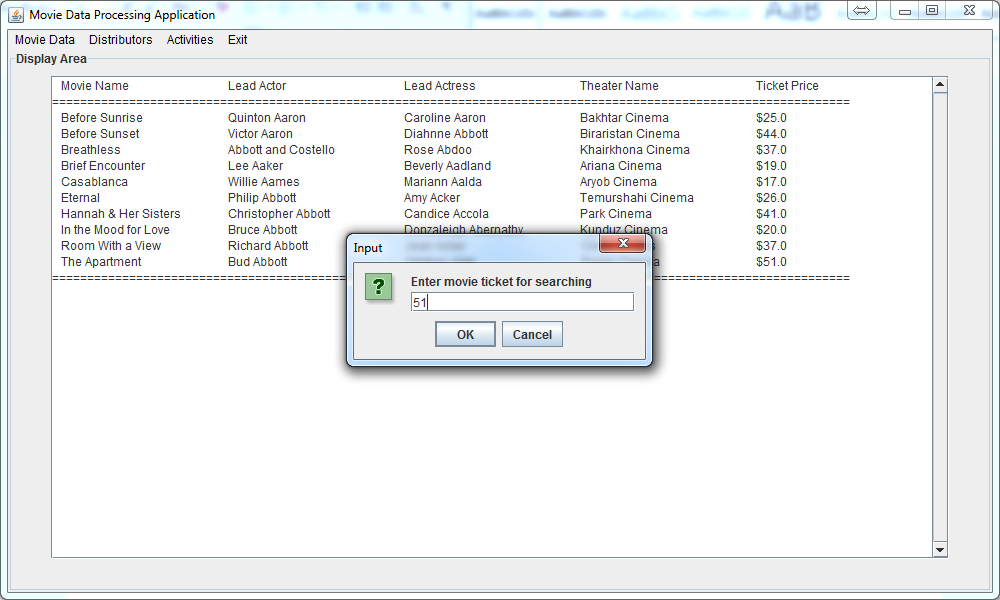 Movie Data Processing Application
Movie Data Distributors Activities Exit
Display Area
Movie Name Lead Actor Lead Actress Theater Name Ticket Price
Before Sunrise Quinton Aaron Caroline Aaron Bakhtar Cinema $25.0
Before Sunset Victor Aaron Diahnne Abbott Biraristan Cinema $44.0
Breathless Abbott and Costello Rose Abdoo Khairkhona Cinema $37.0
Brief Encounter Lee Aaker Beverly Aadland Ariana Cinema $19.0
Casablanca Willie Aames Mariann Aalda Aryob Cinema $17.0
Eternal Philip Abbott Amy Acker Temurshahi Cinema $26.0
Hannah & Her Sisters Christopher Abbott Candice Accola Park Cinema $41.0
In the Mood for Love Bruce Abbott Donzaleigh Abernathy Kunduz Cinema $20.0
Room With a View Richard Abbott $37.0
The Apartment Bud Abbott $51.0
Input
Enter movie ticket for searching
51
OK Cancel